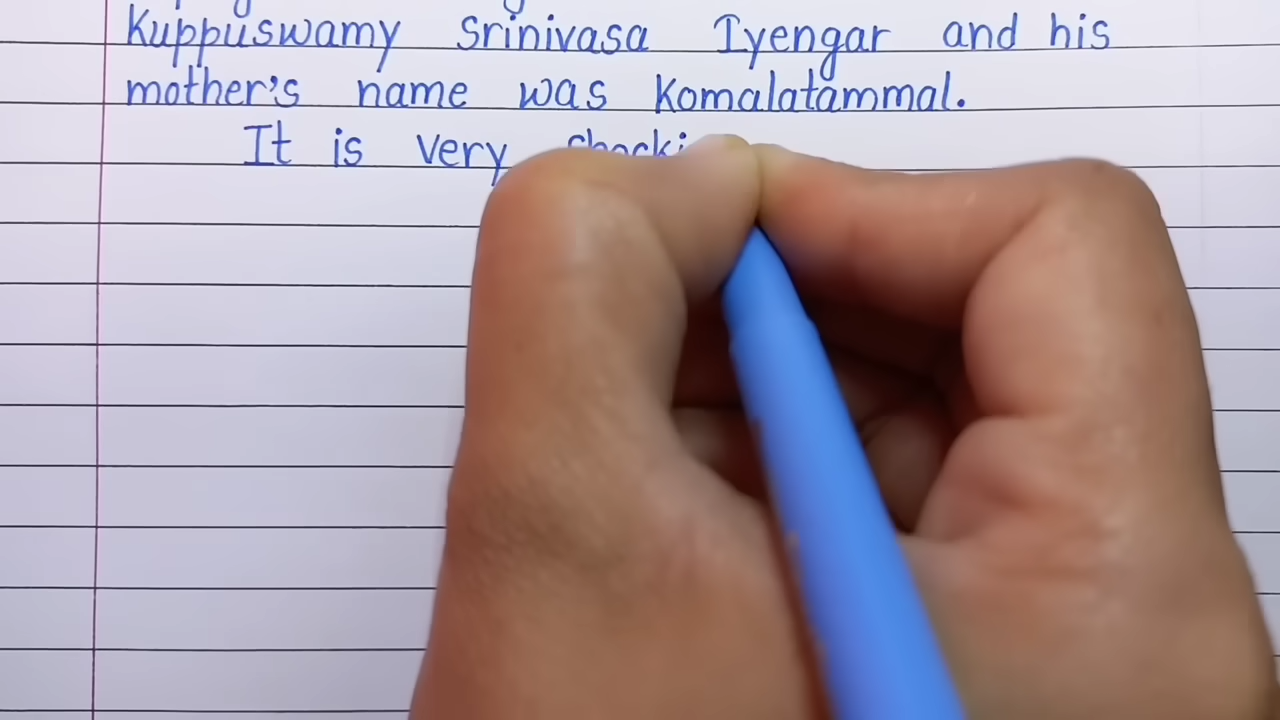 Kuppuswamy Srinivasa Iyengar and his
mother's name was Komalatammal.
It is very